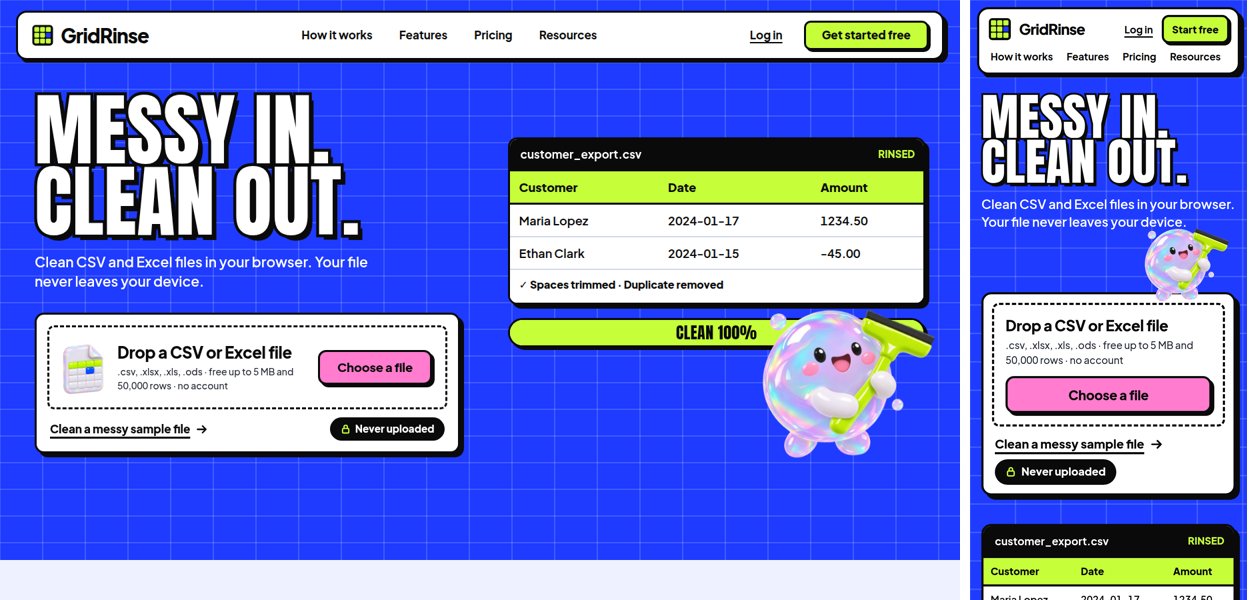 GridRinse
How it works Features Pricing Resources
Log in
Get started free
MESSY IN.
CLEAN OUT.
Clean CSV and Excel files in your browser. Your file
never leaves your device.
Drop a CSV or Excel file
.csv, .xlsx, .xls, .ods · free up to 5 MB and
50,000 rows · no account
Choose a file
Clean a messy sample file →
Never uploaded
customer_export.csv RINSED
Customer Date Amount
Maria Lopez 2024-01-17 1234.50
Ethan Clark 2024-01-15 -45.00
✓ Spaces trimmed · Duplicate removed
CLEAN 100%
GridRinse
Log in
Start free
How it works Features Pricing Resources
MESSY IN.
CLEAN OUT.
Clean CSV and Excel files in your browser.
Your file never leaves your device.
Drop a CSV or Excel file
.csv, .xlsx, .xls, .ods · free up to 5 MB and
50,000 rows · no account
Choose a file
Clean a messy sample file →
Never uploaded
customer_export.csv RINSED
Customer Date Amount
Maria Lopez 2024-01-17 1234.50